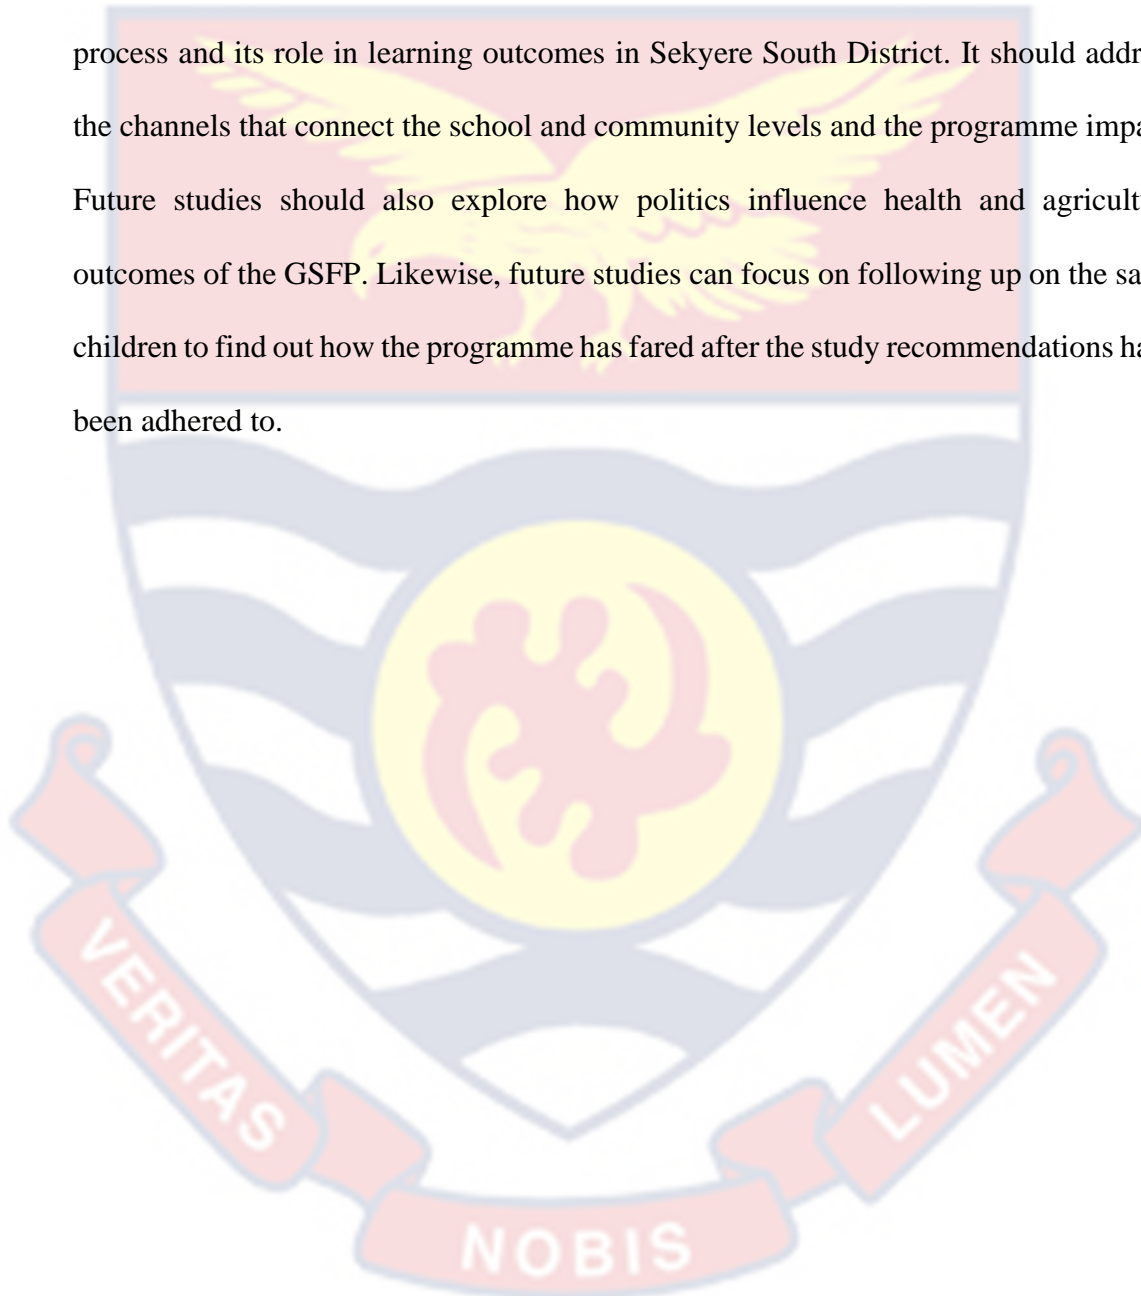 process and its role in learning outcomes in Sekyere South District. It should addr
the channels that connect the school and community levels and the programme impa
Future studies should also explore how politics influence health and agricult
outcomes of the GSFP. Likewise, future studies can focus on following up on the sa
children to find out how the programme has fared after the study recommendations ha
been adhered to.
VERITAS
NOBIS
LUMEN